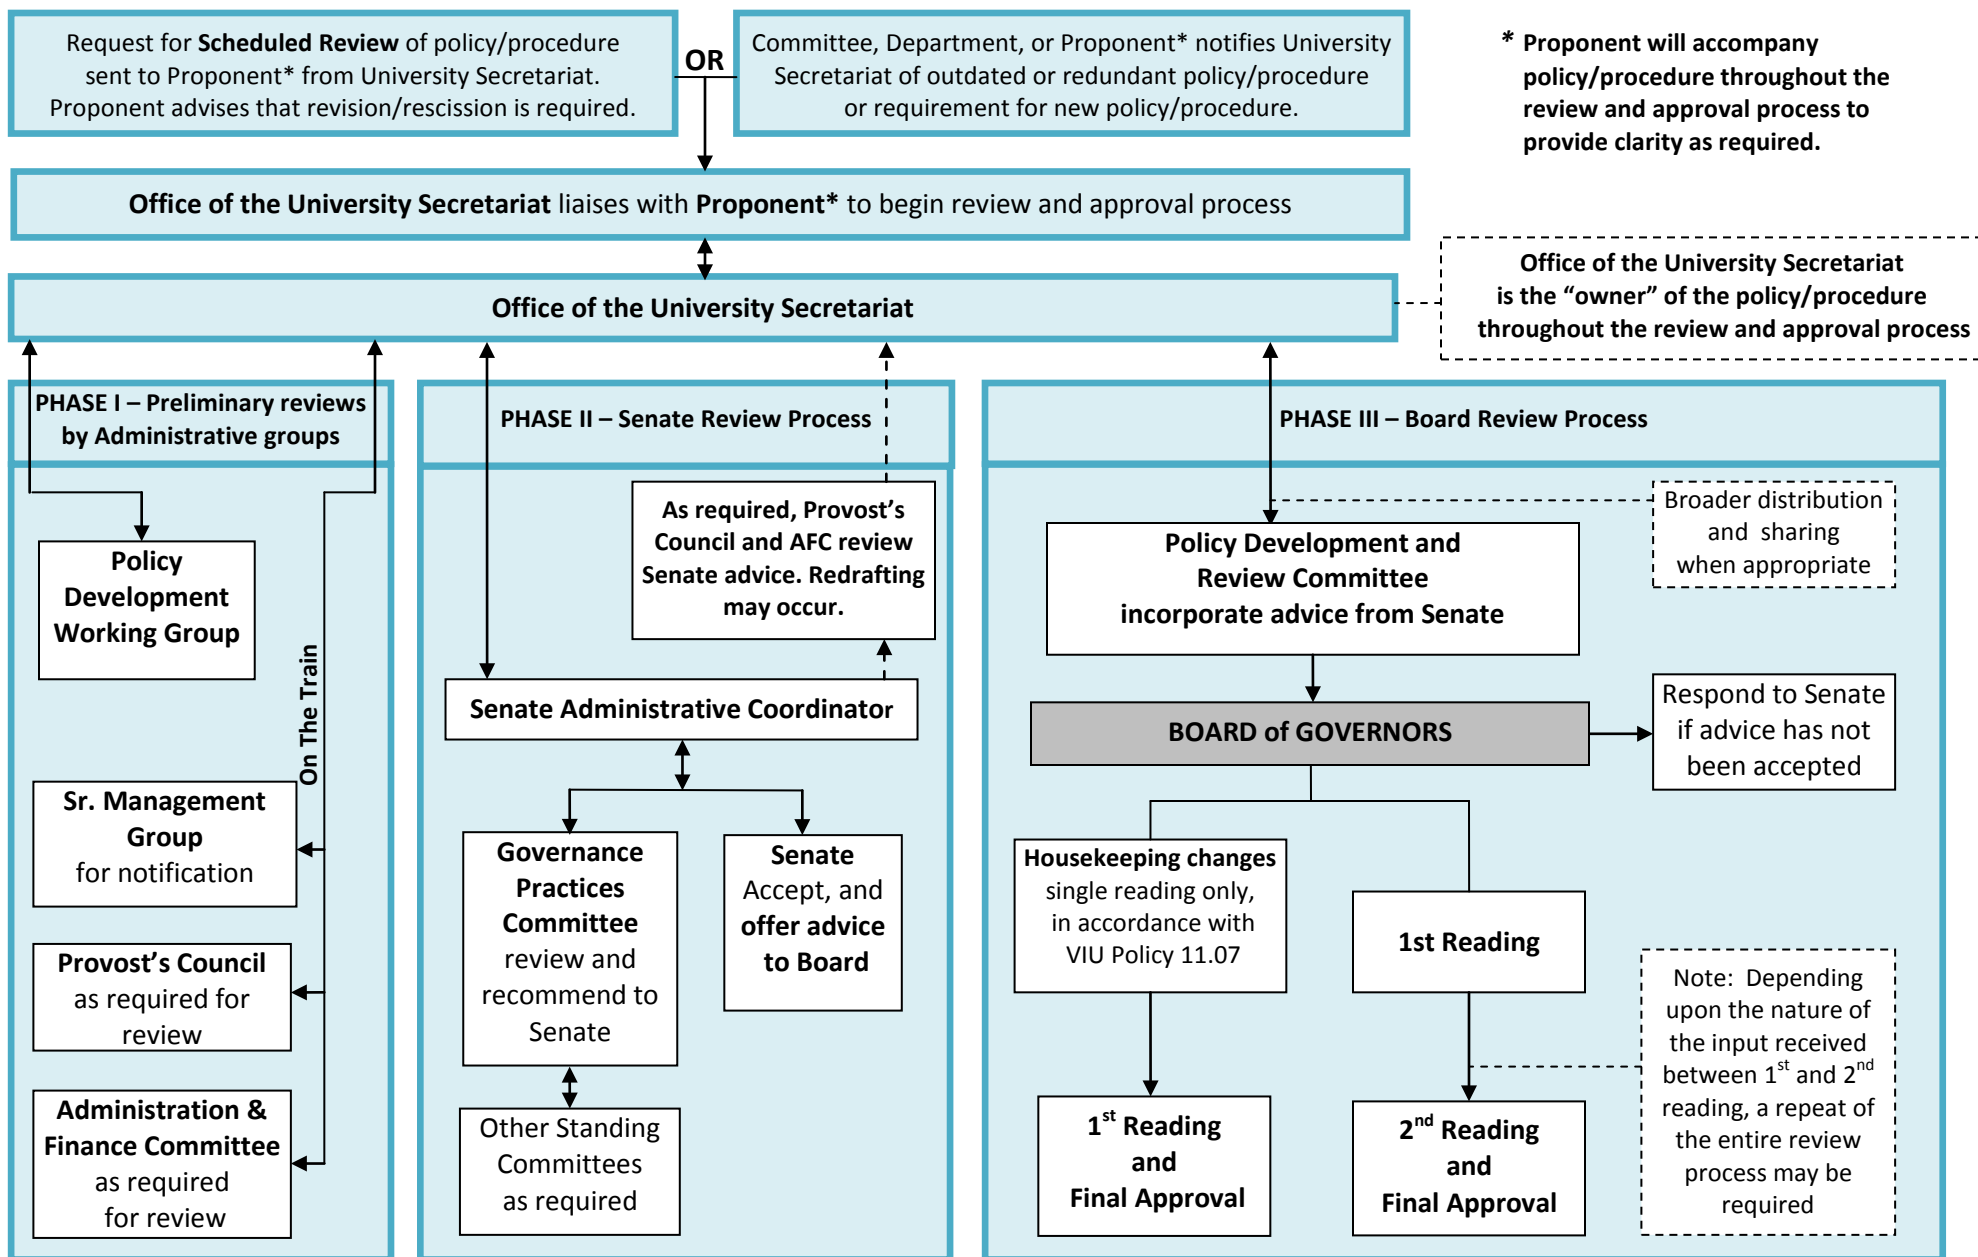 Request for Scheduled Review of policy/procedure
sent to Proponent* from University Secretariat.
Proponent advises that revision/rescission is required.
OR
Committee, Department, or Proponent* notifies University
Secretariat of outdated or redundant policy/procedure
or requirement for new policy/procedure.
* Proponent will accompany
policy/procedure throughout the
review and approval process to
provide clarity as required.
Office of the University Secretariat liaises with Proponent* to begin review and approval process
Office of the University Secretariat
is the “owner” of the policy/procedure
throughout the review and approval process
Office of the University Secretariat
PHASE I – Preliminary reviews
by Administrative groups
Policy
Development
Working Group
On The Train
Sr. Management
Group
for notification
Provost’s Council
as required for
review
Administration &
Finance Committee
as required
for review
PHASE II – Senate Review Process
As required, Provost’s
Council and AFC review
Senate advice. Redrafting
may occur.
Senate Administrative Coordinator
Governance
Practices
Committee
review and
recommend to
Senate
Senate
Accept, and
offer advice
to Board
Other Standing
Committees
as required
PHASE III – Board Review Process
Broader distribution
and sharing
when appropriate
Policy Development and
Review Committee
incorporate advice from Senate
BOARD of GOVERNORS
Respond to Senate
if advice has not
been accepted
Housekeeping changes
single reading only,
in accordance with
VIU Policy 11.07
1st Reading
Note: Depending
upon the nature of
the input received
between 1st and 2nd
reading, a repeat of
the entire review
process may be
required
1st Reading
and
Final Approval
2nd Reading
and
Final Approval